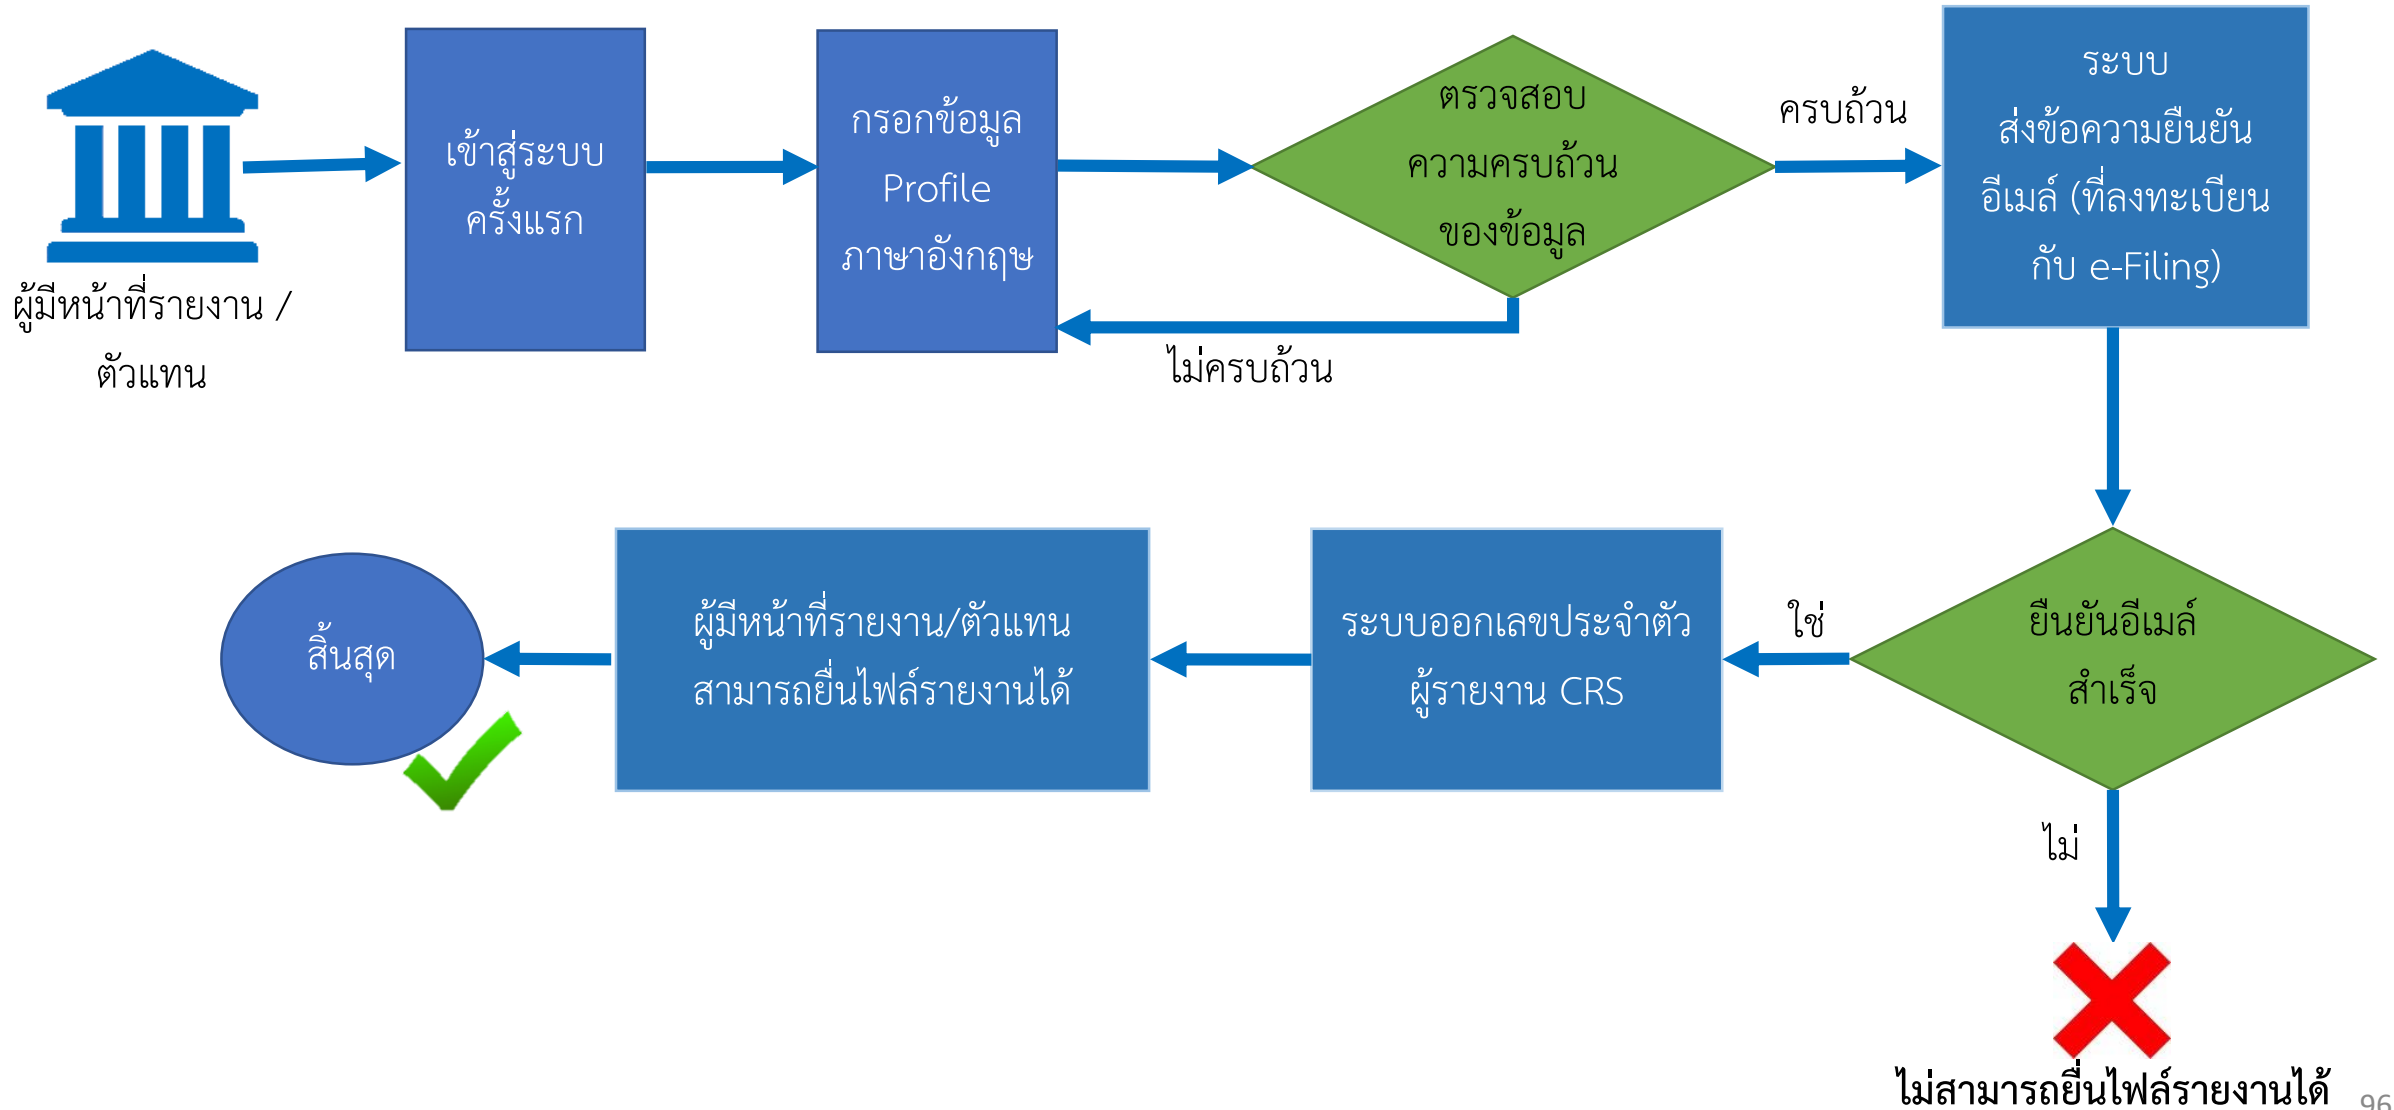 ผู้มีหน้าที่รายงาน /
ตัวแทน
เข้าสู่ระบบ
ครั้งแรก
กรอกข้อมูล
Profile
ภาษาอังกฤษ
ตรวจสอบ
ความครบถ้วน
ของข้อมูล
ครบถ้วน
ไม่ครบถ้วน
ระบบ
ส่งข้อความยืนยัน
อีเมล์ (ที่ลงทะเบียน
กับ e-Filing)
ยืนยันอีเมล์
สำเร็จ
ใช่
ระบบออกเลขประจำตัว
ผู้รายงาน CRS
ผู้มีหน้าที่รายงาน/ตัวแทน
สามารถยื่นไฟล์รายงานได้
สิ้นสุด
ไม่
ไม่สามารถยื่นไฟล์รายงานได้
96